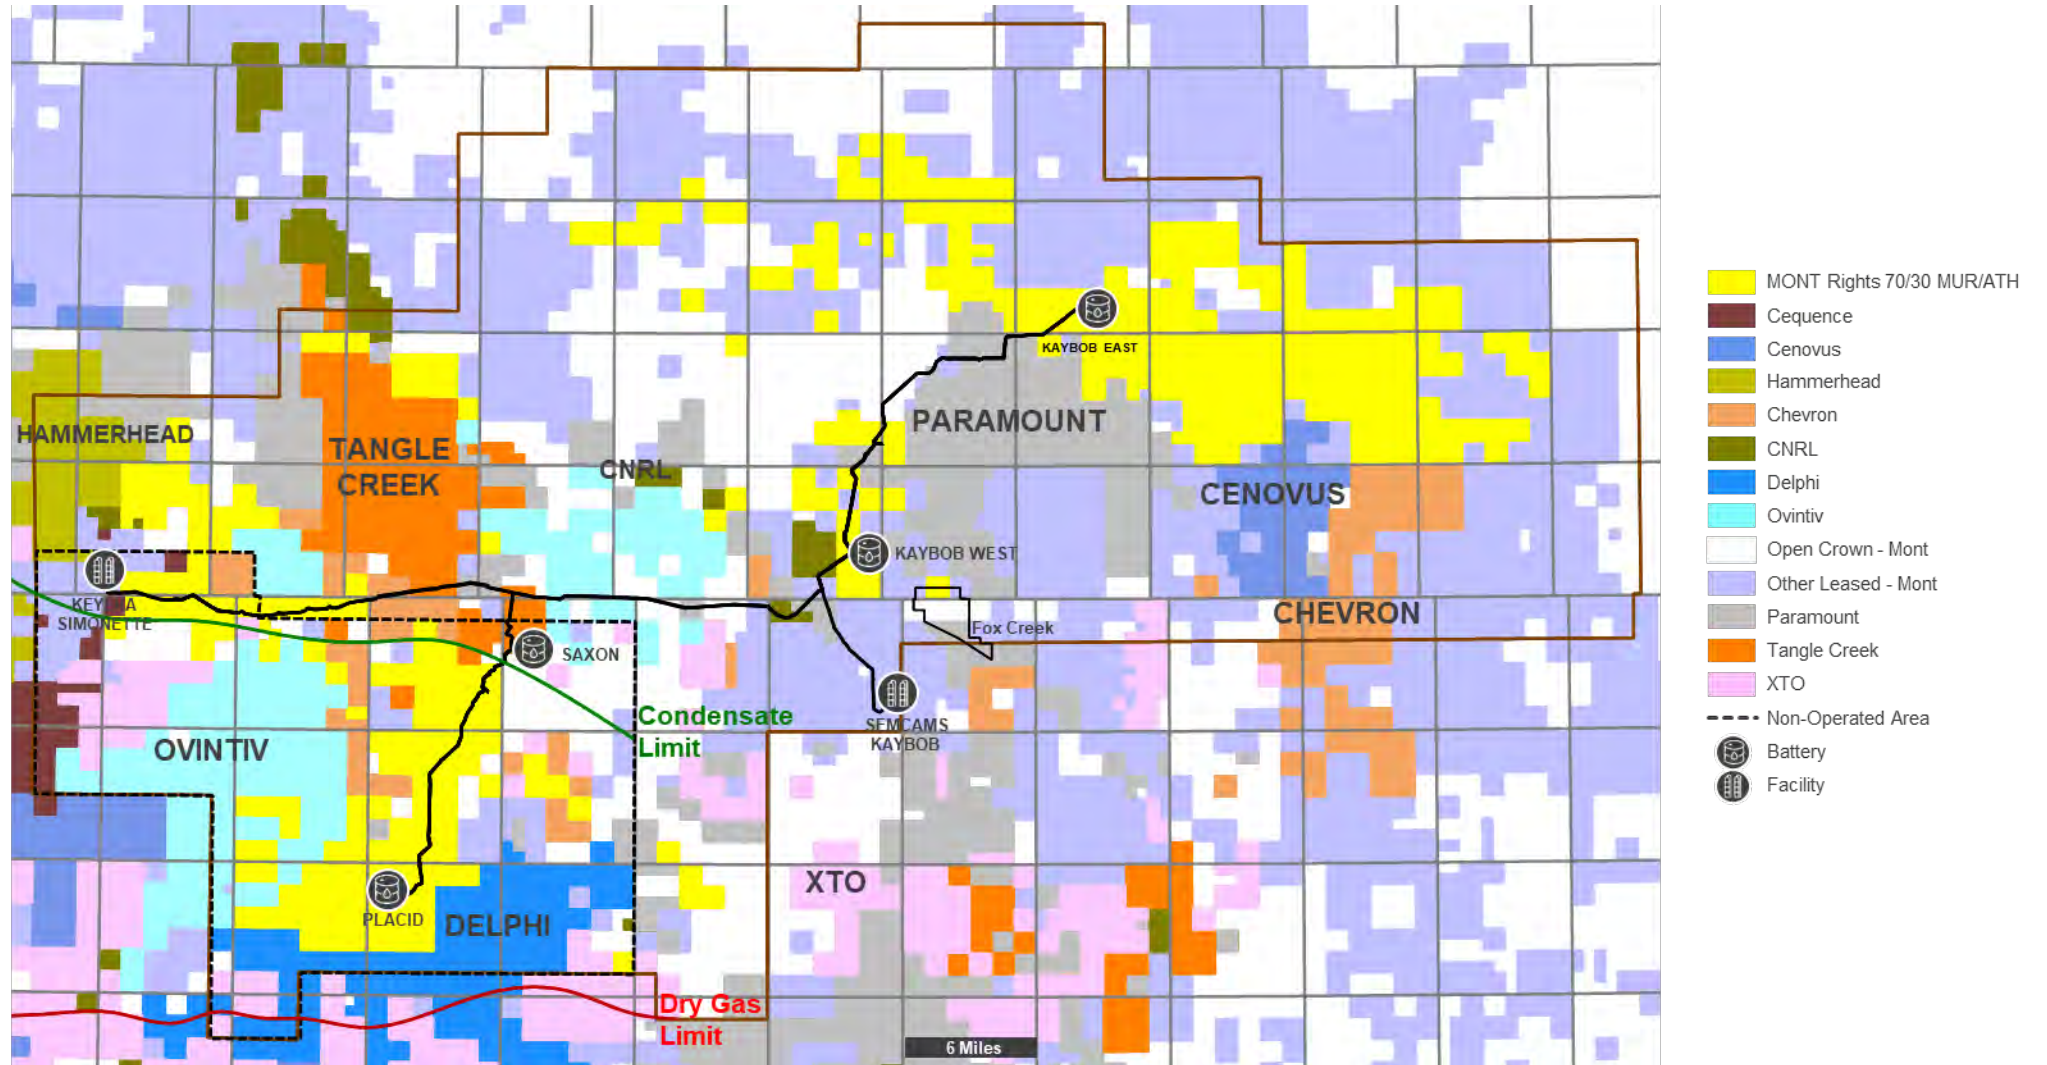 KAYBOB EAST
PARAMOUNT
HAMMERHEAD
TANGLE
CREEK
CNRL
CENOVUS
KAYBOB WEST
SIMONETTE
CHEVRON
Fox Creek
SAXON
Condensate
Limit
SEMCAMS
KAYBOB
OVINTIV
XTO
PLACID
DELPHI
Dry Gas
Limit
6 Miles
MONT Rights 70/30 MUR/ATH
Cequence
Cenovus
Hammerhead
Chevron
CNRL
Delphi
Ovintiv
Open Crown - Mont
Other Leased - Mont
Paramount
Tangle Creek
XTO
Non-Operated Area
Battery
Facility